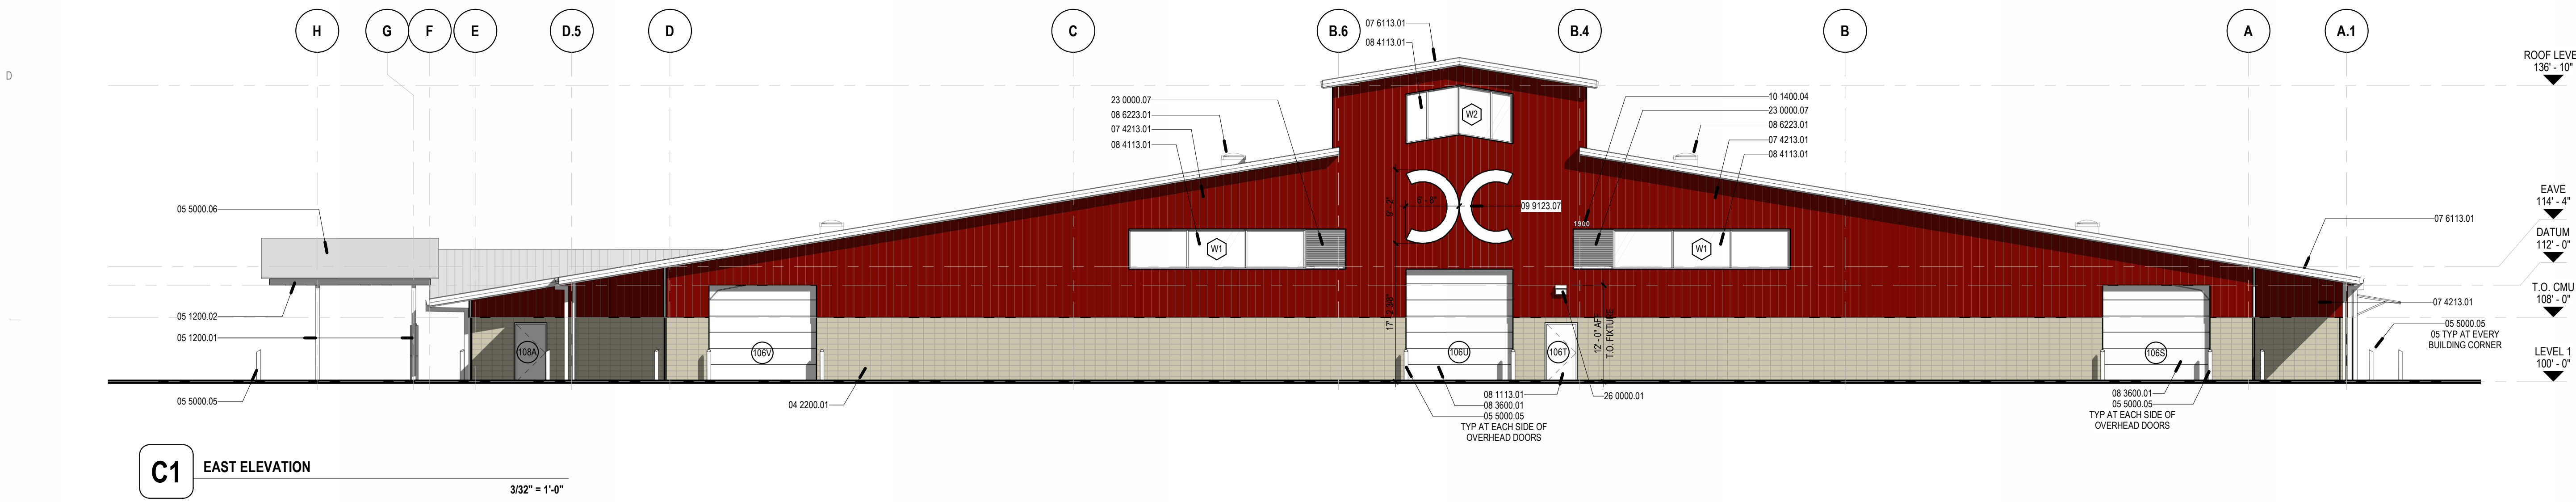 H
G
F
E
D.5
D
C
B.6
B.4
B
A
A.1
D
07 6113.01
08 4113.01
ROOF LEVE
136' - 10"
W2
23 0000.07
08 6223.01
07 4213.01
08 4113.01
10 1400.04
23 0000.07
08 6223.01
07 4213.01
08 4113.01
EAVE
114' - 4"
DATUM
112' - 0"
T.O. CMU
108' - 0"
LEVEL 1
100' - 0"
05 5000.06
9' - 2"
09 9123.07
1900
07 6113.01
W1
W1
05 1200.02
05 1200.01
05 5000.05
07 4213.01
05 5000.05
05 TYP AT EVERY
BUILDING CORNER
17' - 2 3/8"
12' - 0" AFF
T.O. FIXTURE
108A
106V
106U
106T
106S
04 2200.01
08 1113.01
08 3600.01
05 5000.05
TYP AT EACH SIDE OF
OVERHEAD DOORS
26 0000.01
08 3600.01
05 5000.05
TYP AT EACH SIDE OF
OVERHEAD DOORS
C1
EAST ELEVATION
3/32" = 1'-0"